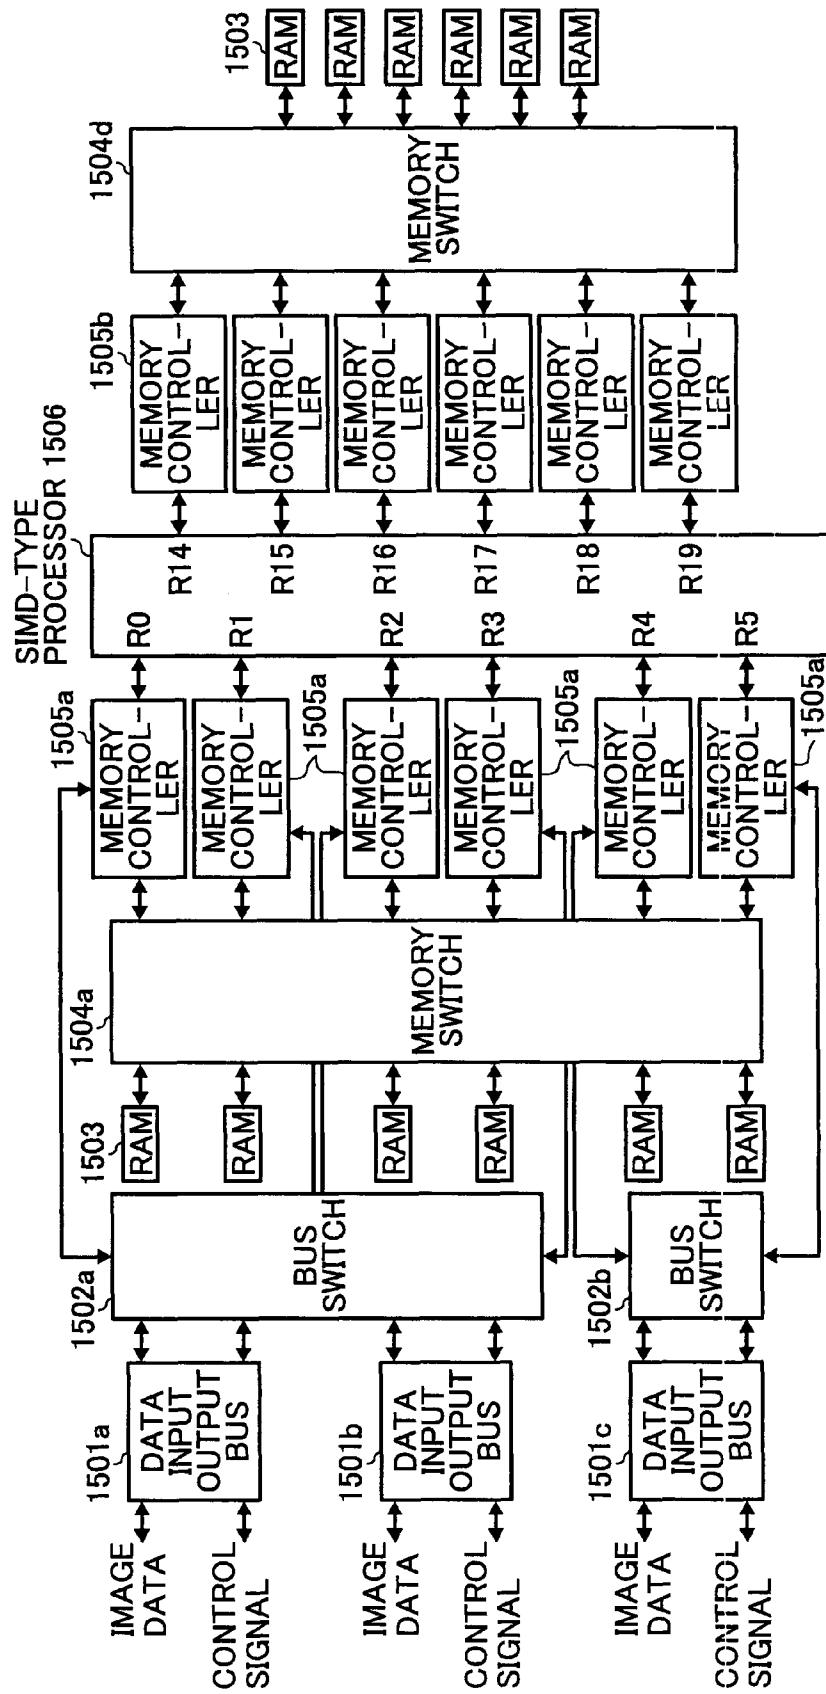 IMAGE
DATA
CONTROL
SIGNAL
IMAGE
DATA
CONTROL
SIGNAL
IMAGE
DATA
CONTROL
SIGNAL
1501a
DATA
INPUT
OUTPUT
BUS
1501b
DATA
INPUT
OUTPUT
BUS
1501c
DATA
INPUT
OUTPUT
BUS
1502a
BUS
SWITCH
1502b
BUS
SWITCH
1503
RAM
RAM
RAM
RAM
RAM
RAM
1504a
MEMORY
SWITCH
1505a
MEMORY
CONTROL-
LER
MEMORY
CONTROL-
LER
1505a
MEMORY
CONTROL-
LER
MEMORY
CONTROL-
LER
1505a
MEMORY
CONTROL-
LER
MEMORY
CONTROL-
LER
1505a
SIMD-TYPE
PROCESSOR 1506
R0
R1
R2
R3
R4
R5
R14
R15
R16
R17
R18
R19
1505b
MEMORY
CONTROL-
LER
MEMORY
CONTROL-
LER
MEMORY
CONTROL-
LER
MEMORY
CONTROL-
LER
MEMORY
CONTROL-
LER
MEMORY
CONTROL-
LER
1504d
MEMORY
SWITCH
1503
RAM
RAM
RAM
RAM
RAM
RAM